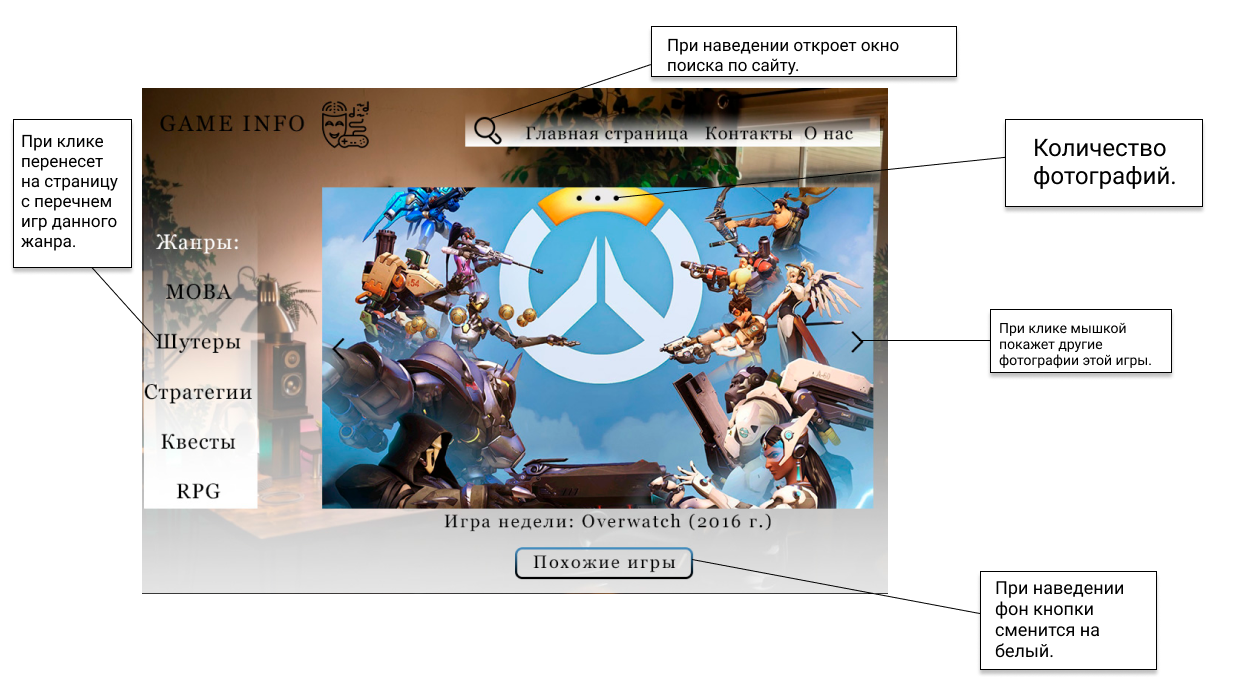 При наведении откроет окно
поиска по сайту.
GAME INFO
Главная страница Контакты О нас
При клике
перенесет
на страницу
с перечнем
игр данного
жанра.
Количество
фотографий.
Жанры:
МОВА
Шутеры
Стратегии
Квесты
RPG
При клике мышкой
покажет другие
фотографии этой игры.
Игра недели: Overwatch (2016 г.)
Похожие игры
При наведении
фон кнопки
сменится на
белый.